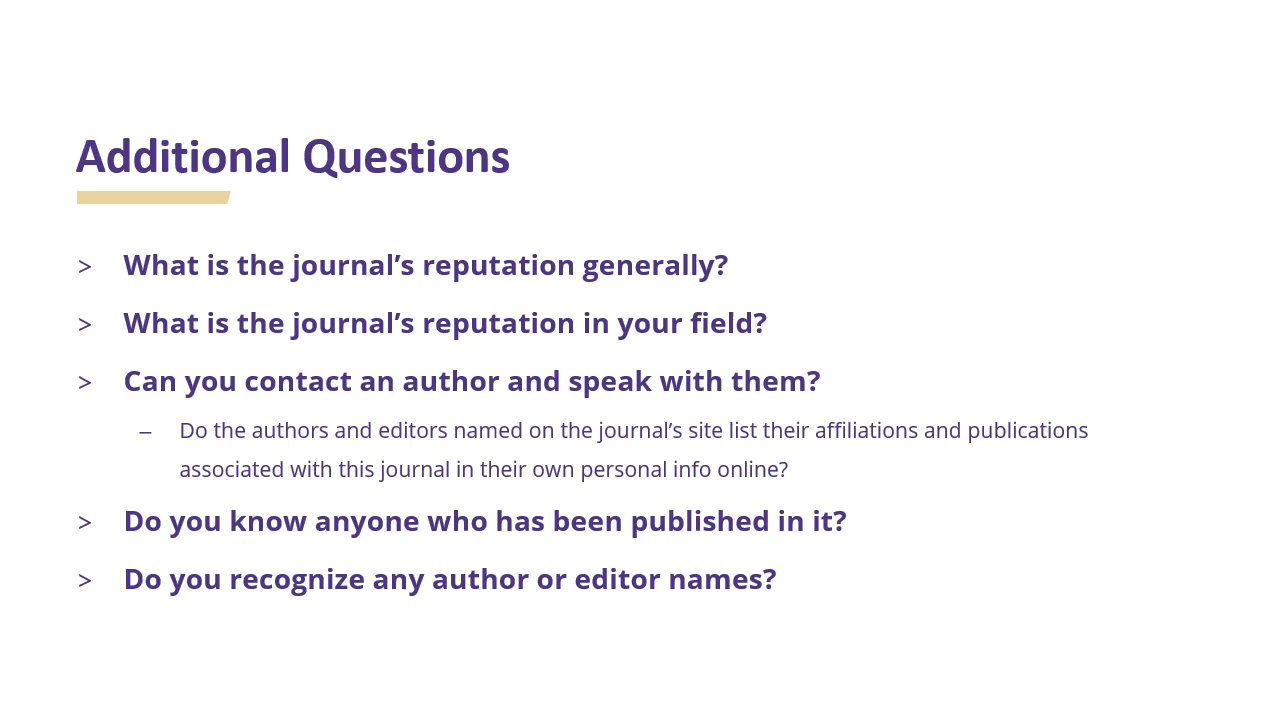 Additional Questions
> What is the journal’s reputation generally?
> What is the journal’s reputation in your field?
> Can you contact an author and speak with them?
– Do the authors and editors named on the journal’s site list their affiliations and publications
associated with this journal in their own personal info online?
> Do you know anyone who has been published in it?
> Do you recognize any author or editor names?